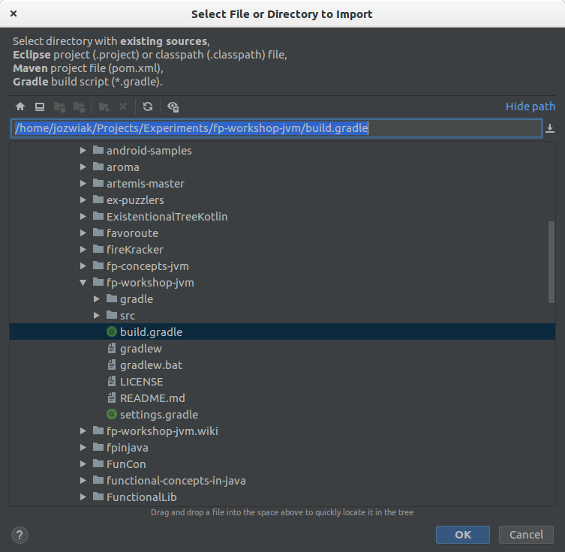 Select File or Directory to Import
Select directory with existing sources,
Eclipse project (.project) or classpath (.classpath) file,
Maven project file (pom.xml),
Gradle build script (*.gradle).
Hide path
/home/jozwiak/Projects/Experiments/fp-workshop-jvm/build.gradle
android-samples
aroma
artemis-master
ex-puzzlers
ExistentionalTreeKotlin
favoroute
fireKracker
fp-concepts-jvm
fp-workshop-jvm
gradle
src
build.gradle
gradlew
gradlew.bat
LICENSE
README.md
settings.gradle
fp-workshop-jvm.wiki
fpinjava
FunCon
functional-concepts-in-java
FunctionalLib
Drag and drop a file into the space above to quickly locate it in the tree
?
OK
Cancel